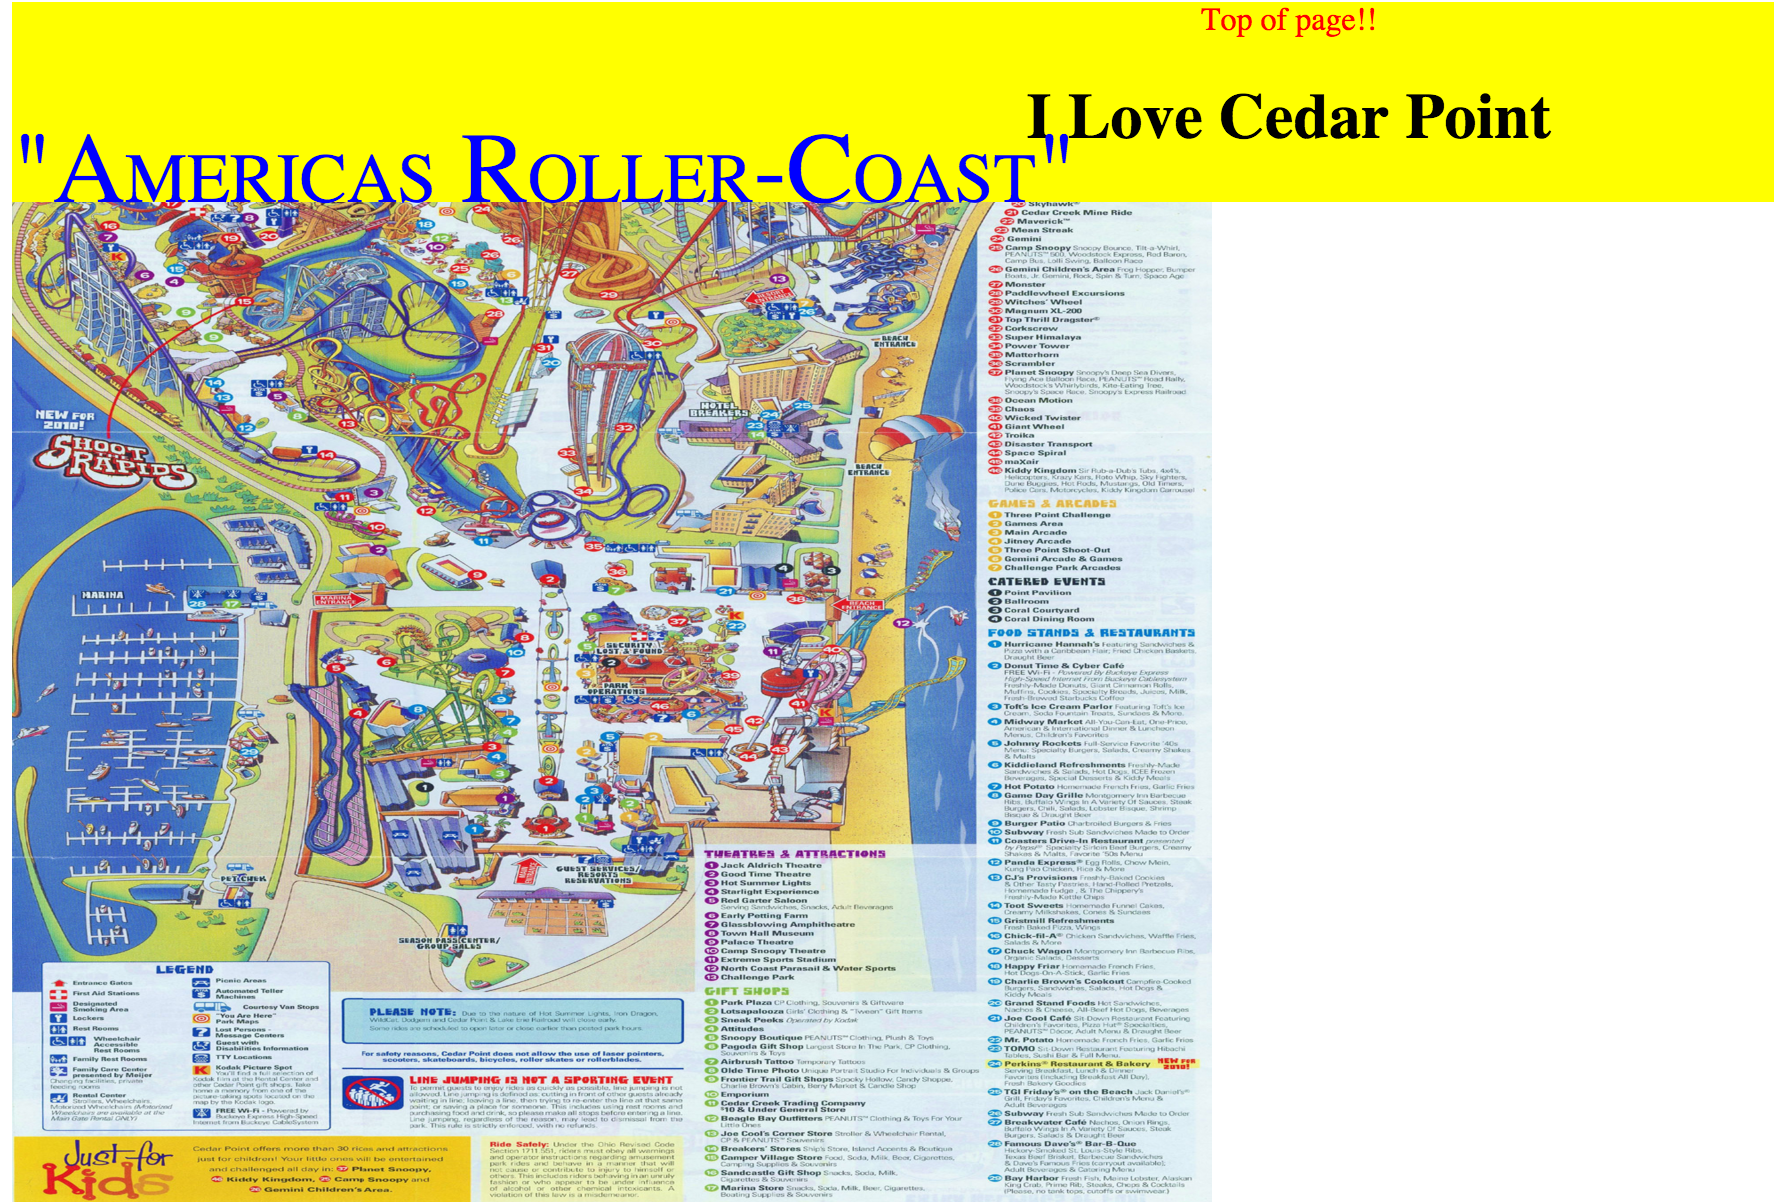 Top of page!!
I Love Cedar Point
"AMERICAS ROLLER-COAST"
Skyhawk®
21 Cedar Creek Mine Ride
22 Maverick™
23 Mean Streak
24 Gemini
25 Camp Snoopy Snoopy Bounce, Tilt-a-Whirl,
PEANUTS™ 500, Woodstock Express, Red Baron,
Camp Bus, Lolli Swing, Balloon Race
26 Gemini Children's Area Frog Hopper, Bumper
Boats, Jr. Gemini, Rock, Spin & Turn, Space Age
27 Monster
28 Paddlewheel Excursions
29 Witches' Wheel
30 Magnum XL-200
31 Top Thrill Dragster®
32 Corkscrew
33 Super Himalaya
34 Power Tower
35 Matterhorn
36 Scrambler
37 Planet Snoopy Snoopy's Deep Sea Divers,
Flying Ace Balloon Race, PEANUTS™ Road Rally,
Woodstock's Whirlybirds, Kite-Eating Tree,
Snoopy's Space Race, Snoopy's Express Railroad
38 Ocean Motion
39 Chaos
40 Wicked Twister
41 Giant Wheel
42 Troika
43 Disaster Transport
44 Space Spiral
45 maXair
46 Kiddy Kingdom Sir Rub-a-Dub's Tubs, 4x4's,
Helicopters, Krazy Kars, Roto Whip, Sky Fighters,
Dune Buggies, Hot Rods, Mustangs, Old Timers,
Police Cars, Motorcycles, Kiddy Kingdom Carrousel
GAMES & ARCADES
1 Three Point Challenge
2 Games Area
3 Main Arcade
4 Jitney Arcade
5 Three Point Shoot-Out
6 Gemini Arcade & Games
7 Challenge Park Arcades
CATERED EVENTS
1 Point Pavilion
2 Ballroom
3 Coral Courtyard
4 Coral Dining Room
FOOD STANDS & RESTAURANTS
1 Hurricane Hannah's Featuring Sandwiches &
Pizza with a Caribbean Flair; Fried Chicken Baskets,
Draught Beer
2 Donut Time & Cyber Café
FREE Wi-Fi - Powered By Buckeye Express
High-Speed Internet From Buckeye Cablesystem
Freshly-Made Donuts, Giant Cinnamon Rolls,
Muffins, Cookies, Specialty Breads, Juices, Milk,
Fresh-Brewed Starbucks Coffee
3 Toft's Ice Cream Parlor Featuring Toft's Ice
Cream, Soda Fountain Treats, Sundaes & More
4 Midway Market All-You-Can-Eat, One-Price,
American & International Dinner & Luncheon
Menus, Children's Favorites
5 Johnny Rockets Full-Service Favorite '40s
Menu: Specialty Burgers, Salads, Creamy Shakes
& Malts
6 Kiddieland Refreshments Freshly-Made
Sandwiches & Salads, Hot Dogs, ICEE Frozen
Beverages, Special Desserts & Kiddy Meals
7 Hot Potato Homemade French Fries, Garlic Fries
8 Game Day Grille Montgomery Inn Barbecue
Ribs, Buffalo Wings In A Variety Of Sauces, Steak
Burgers, Chili, Salads, Lobster Bisque, Shrimp
Bisque & Draught Beer
9 Burger Patio Charbroiled Burgers & Fries
10 Subway Fresh Sub Sandwiches Made to Order
11 Coasters Drive-In Restaurant presented
by Pepsi® Specialty Sirloin Beef Burgers, Creamy
Shakes & Malts, Favorite '50s Menu
12 Panda Express® Egg Rolls, Chow Mein,
Kung Pao Chicken, Rice & More
13 CJ's Provisions Freshly-Baked Cookies
& Other Tasty Pastries, Hand-Rolled Pretzels,
Homemade Fudge, & The Chippery's
Freshly-Made Kettle Chips
14 Toot Sweets Homemade Funnel Cakes,
Creamy Milkshakes, Cones & Sundaes
15 Gristmill Refreshments
Fresh Baked Pizza, Wings
16 Chick-fil-A® Chicken Sandwiches, Waffle Fries,
Salads & More
17 Chuck Wagon Montgomery Inn Barbecue Ribs,
Organic Salads, Desserts
18 Happy Friar Homemade French Fries,
Hot Dogs-On-A-Stick, Garlic Fries
19 Charlie Brown's Cookout Campfire Cooked
Burgers, Sandwiches, Salads, Hot Dogs &
Kiddy Meals
20 Grand Stand Foods Hot Sandwiches,
Nachos & Cheese, All-Beef Hot Dogs, Beverages
21 Joe Cool Café Sit-Down Restaurant Featuring
Children's Favorites, Pizza Hut® Specialties,
PEANUTS™ Décor, Adult Menu & Draught Beer
22 Mr. Potato Homemade French Fries, Garlic Fries
23 TOMO Sit-Down Restaurant Featuring Hibachi
Tables, Sushi Bar & Full Menu.
24 Perkins® Restaurant & Bakery NEW FOR 2010!
Serving Breakfast, Lunch & Dinner
Favorites (Including Breakfast All Day),
Fresh Bakery Goodies
25 TGI Friday's® on the Beach Jack Daniel's®
Grill, Friday's Favorites, Children's Menu &
Adult Beverages
26 Subway Fresh Sub Sandwiches Made to Order
27 Breakwater Café Nachos, Onion Rings,
Buffalo Wings In A Variety Of Sauces, Steak
Burgers, Salads & Draught Beer
28 Famous Dave's® Bar-B-Que
Hickory-Smoked St. Louis-Style Ribs,
Texas Beef Brisket, Barbecue Sandwiches
& Dave's Famous Fries (carryout available);
Adult Beverages & Catering Menu
29 Bay Harbor Fresh Fish, Maine Lobster, Alaskan
King Crab, Prime Rib, Steaks, Chops & Cocktails
(Please, no tank tops, cutoffs or swimwear.)
NEW FOR
2010!
SHOOT
RAPIDS
BEACH
ENTRANCE
HOTEL
BREAKERS
BEACH
ENTRANCE
MARINA
MARINA
ENTRANCE
BEACH
ENTRANCE
SECURITY
LOST & FOUND
PARK
OPERATIONS
GUEST SERVICES/
RESORTS
RESERVATIONS
PETCHEK
SEASON PASS CENTER/
GROUP SALES
THEATRES & ATTRACTIONS
1 Jack Aldrich Theatre
2 Good Time Theatre
3 Hot Summer Lights
4 Starlight Experience
5 Red Garter Saloon
Serving Sandwiches, Snacks, Adult Beverages
6 Early Petting Farm
7 Glassblowing Amphitheatre
8 Town Hall Museum
9 Palace Theatre
10 Camp Snoopy Theatre
11 Extreme Sports Stadium
12 North Coast Parasail & Water Sports
13 Challenge Park
GIFT SHOPS
1 Park Plaza CP Clothing, Souvenirs & Giftware
2 Lotsapalooza Girls' Clothing & "Tween" Gift Items
3 Sneak Peeks Operated by Kodak
4 Attitudes
5 Snoopy Boutique PEANUTS™ Clothing, Plush & Toys
6 Pagoda Gift Shop Largest Store In The Park, CP Clothing,
Souvenirs & Toys
7 Airbrush Tattoo Temporary Tattoos
8 Olde Time Photo Unique Portrait Studio For Individuals & Groups
9 Frontier Trail Gift Shops Spooky Hollow, Candy Shoppe,
Charlie Brown's Cabin, Berry Market & Candle Shop
10 Emporium
11 Cedar Creek Trading Company
$10 & Under General Store
12 Beagle Bay Outfitters PEANUTS™ Clothing & Toys For Your
Little Ones
13 Joe Cool's Corner Store Stroller & Wheelchair Rental,
CP & PEANUTS™ Souvenirs
14 Breakers' Stores Ship's Store, Island Accents & Boutique
15 Camper Village Store Food, Soda, Milk, Beer, Cigarettes,
Camping Supplies & Souvenirs
16 Sandcastle Gift Shop Snacks, Soda, Milk,
Cigarettes & Souvenirs
17 Marina Store Snacks, Soda, Milk, Beer, Cigarettes,
Boating Supplies & Souvenirs
LEGEND
Entrance Gates
First Aid Stations
Designated
Smoking Area
Lockers
Rest Rooms
Wheelchair
Accessible
Rest Rooms
Family Rest Rooms
Family Care Center
presented by Meijer
Changing facilities, private
feeding
Rental Center
Strollers, Wheelchairs,
Motorized Wheelchairs (Motorized
Wheelchairs are available at the
Main Gate Rental ONLY)
Picnic Areas
Automated Teller
Machines
Courtesy Van Stops
"You Are Here"
Park Maps
Lost Persons -
Message Centers
Guest with
Disabilities Information
TTY Locations
Kodak Picture Spot
You'll find a full selection of
Kodak film at the Rental Center and
other Cedar Point gift shops. Take
home a memory from one of the
picture-taking spots located on the
map by the Kodak logo.
FREE Wi-Fi - Powered by
Buckeye Express High-Speed
Internet from Buckeye CableSystem
PLEASE NOTE: Due to the nature of Hot Summer Lights, Iron Dragon,
WildCat, Dodgem and Cedar Point & Lake Erie Railroad will close early.
Some rides are scheduled to open later or close earlier than posted park hours.
For safety reasons, Cedar Point does not allow the use of laser pointers,
scooters, skateboards, bicycles, roller skates or rollerblades.
LINE JUMPING IS NOT A SPORTING EVENT
To permit guests to enjoy rides as quickly as possible, line jumping is not
allowed. Line jumping is defined as: cutting in front of other guests already
waiting in line, leaving a line, then trying to re-enter the line at that same
point, or saving a place for someone. This includes using rest rooms and
purchasing food and drink, so please make all stops before entering a line.
Line jumping, regardless of the reason, may lead to dismissal from the
park. This rule is strictly enforced, with no refunds.
Just for
Kids
Cedar Point offers more than 30 rides and attractions
just for children! Your little ones will be entertained
and challenged all day in: 37 Planet Snoopy,
46 Kiddy Kingdom, 25 Camp Snoopy and
26 Gemini Children's Area.
Ride Safety: Under the Ohio Revised Code
Section 1711.551, riders must obey all warnings
and operator instructions regarding amusement
park rides and behave in a manner that will
not cause or contribute to injury to himself or
others. This includes riders behaving in an unruly
fashion or who appear to be under influence
of alcohol or other chemical intoxicants. A
violation of this law is a misdemeanor.